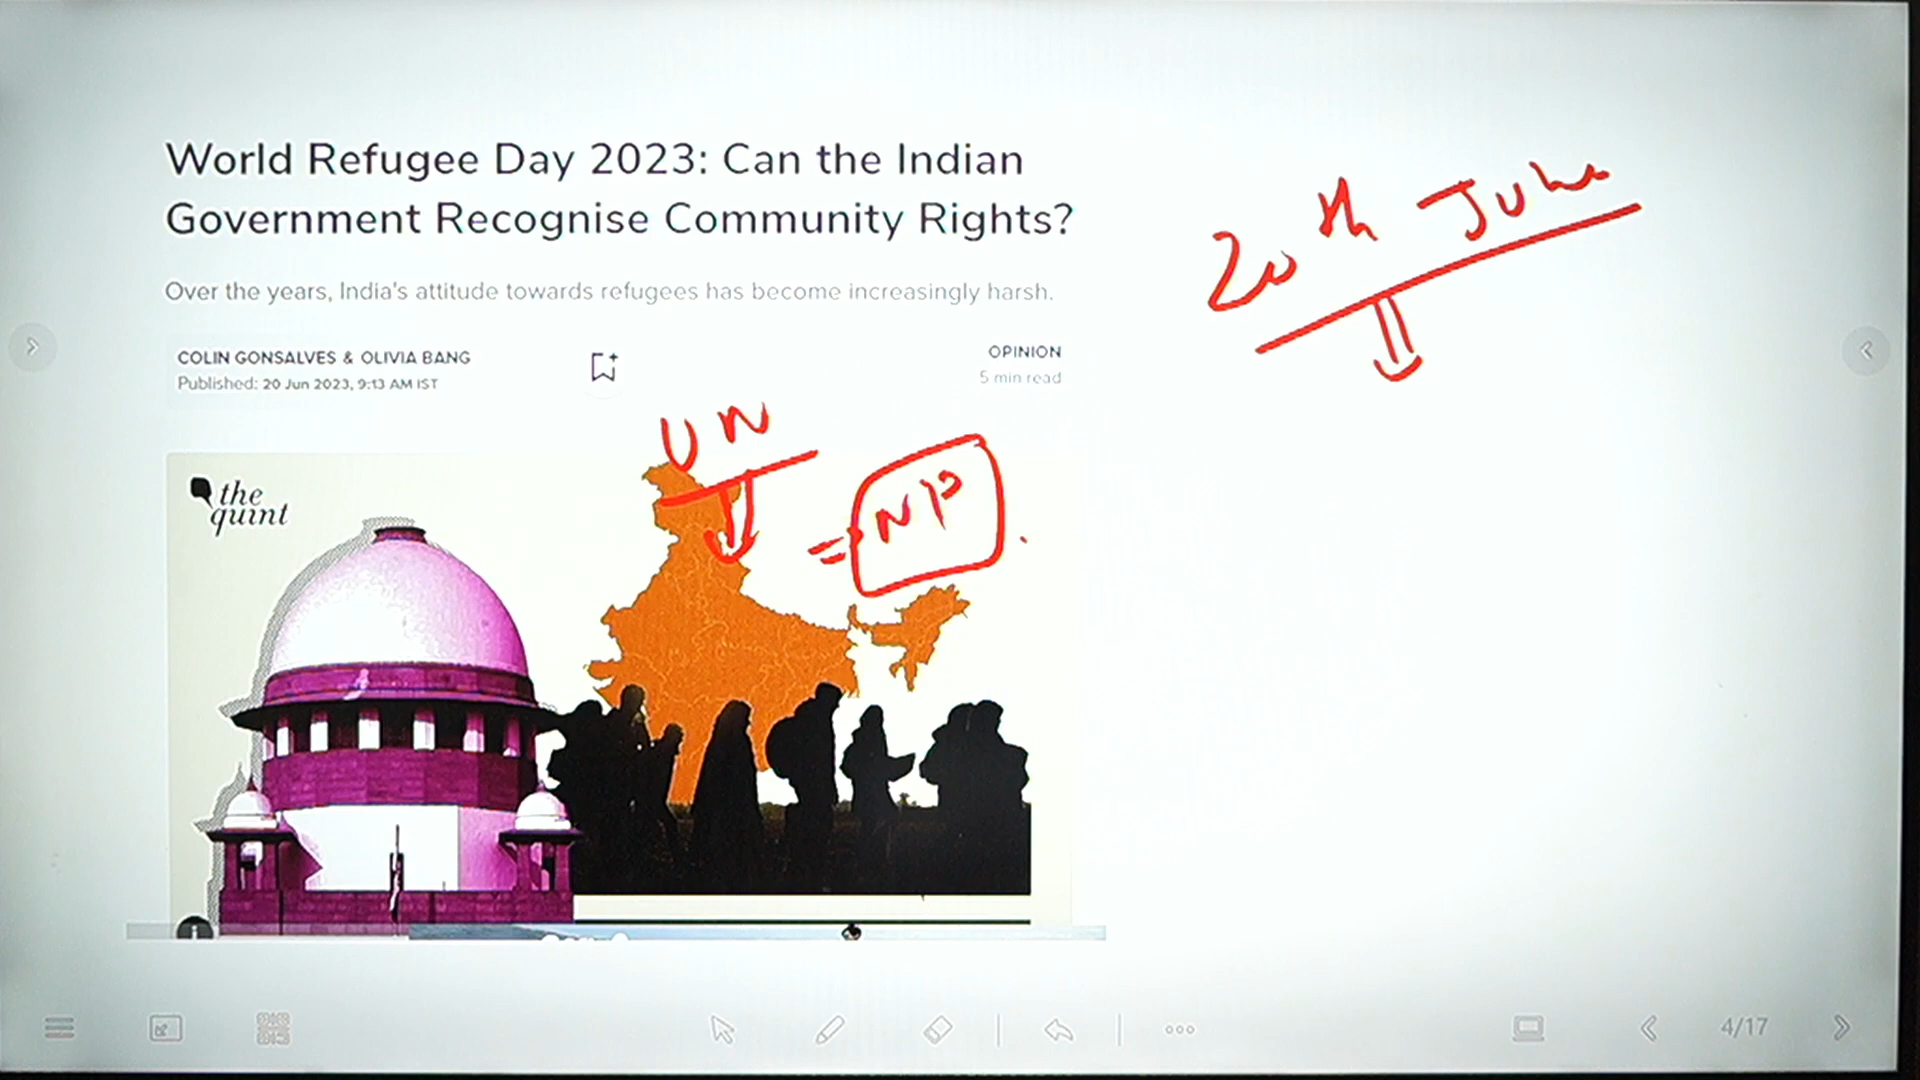 World Refugee Day 2023: Can the Indian
Government Recognise Community Rights?
20th June
Over the years, India's attitude towards refugees has become increasingly harsh.
COLIN GONSALVES & OLIVIA BANG
Published: 20 Jun 2023, 9:13 AM IST
OPINION
5 min read
UN
= NP
the
quint
4/17